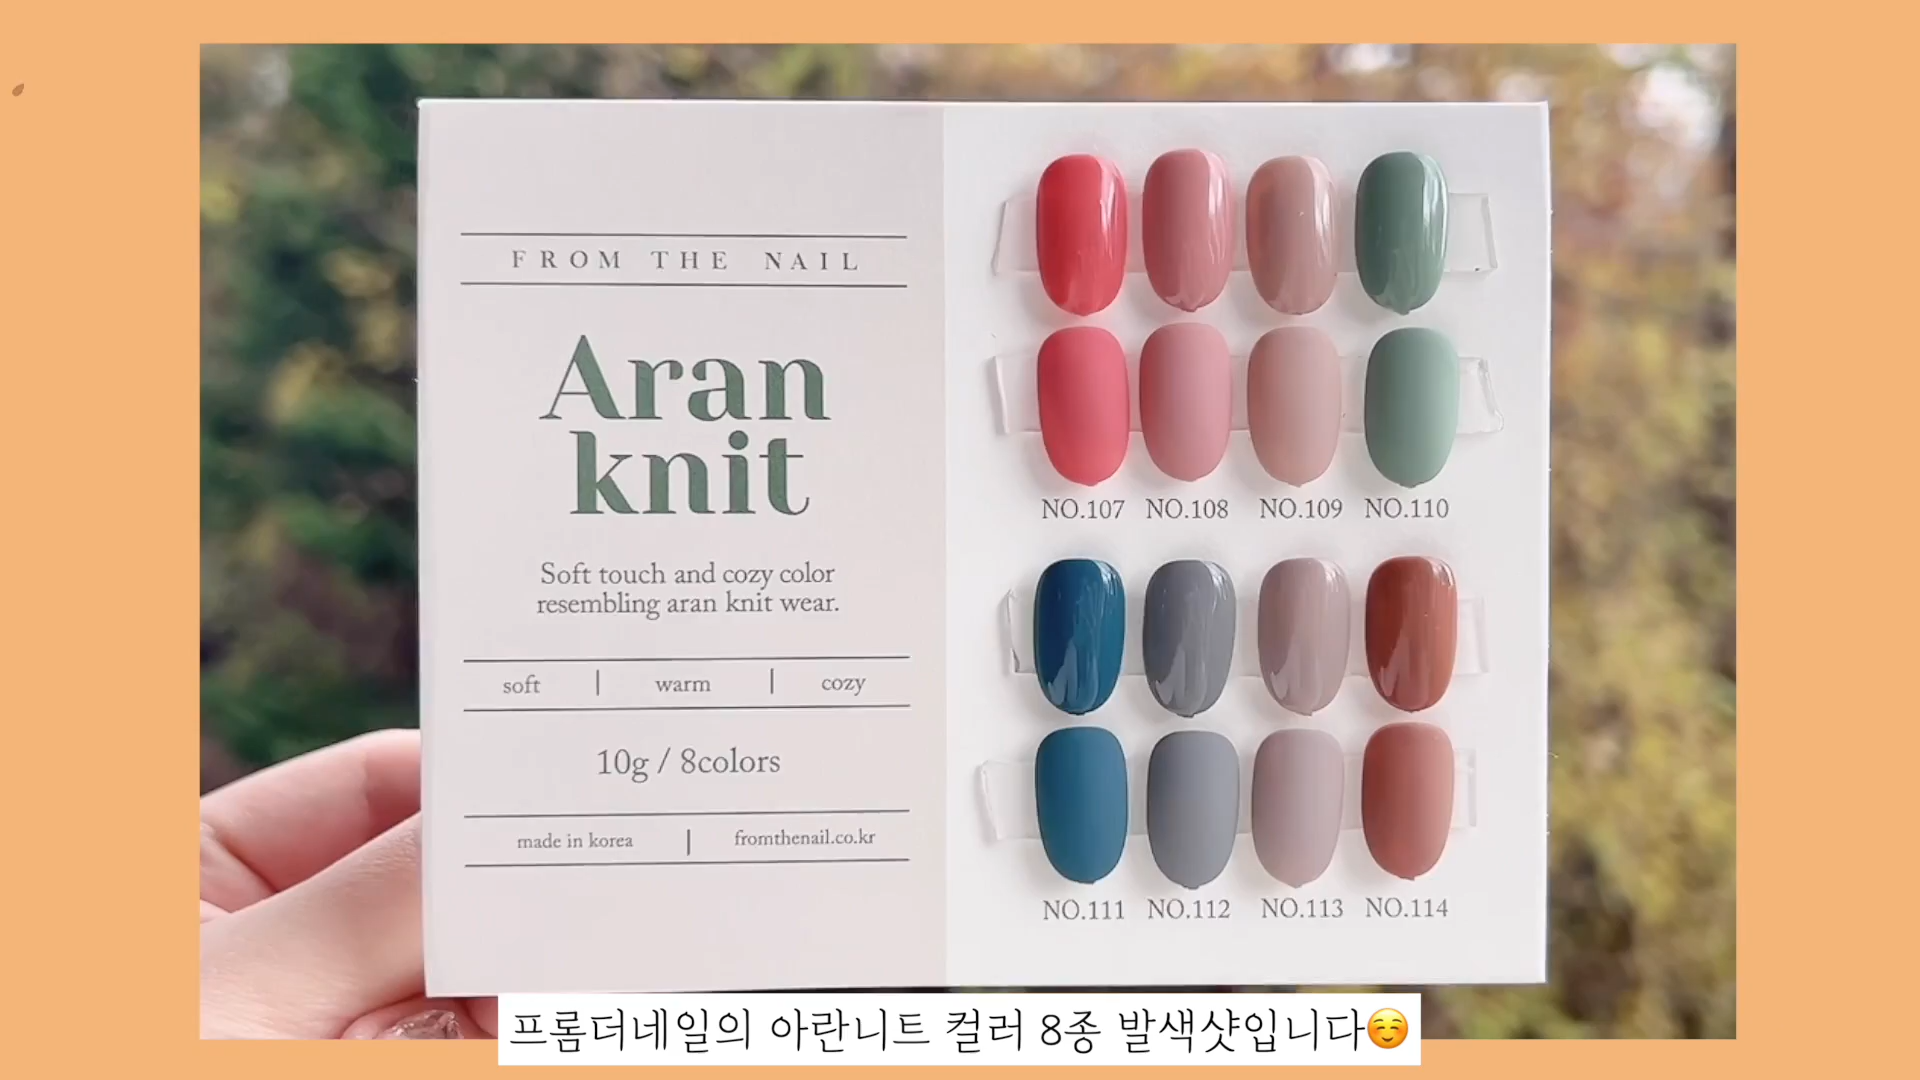 FROM THE NAIL
Aran
knit
Soft touch and cozy color
resembling aran knit wear.
soft | warm | cozy
10g / 8colors
made in korea | fromthenail.co.kr
NO.107 NO.108 NO.109 NO.110
NO.111 NO.112 NO.113 NO.114
프롬더네일의 아란니트 컬러 8종 발색샷입니다☺️